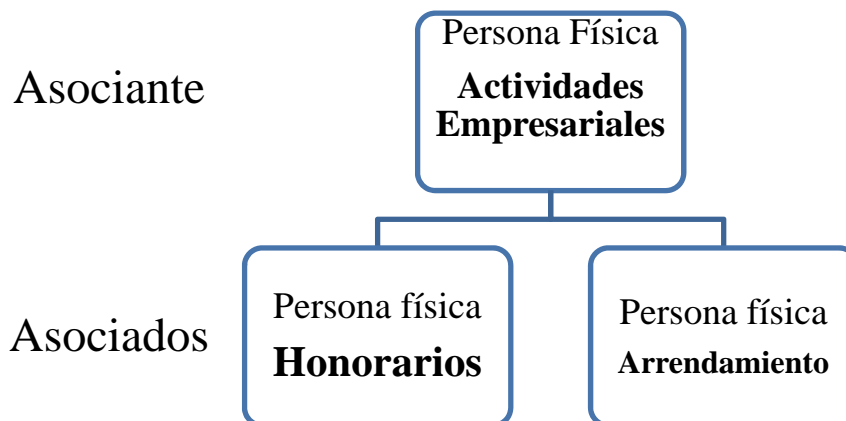 Asociante
Persona Física
Actividades
Empresariales
Asociados
Persona física
Honorarios
Persona física
Arrendamiento